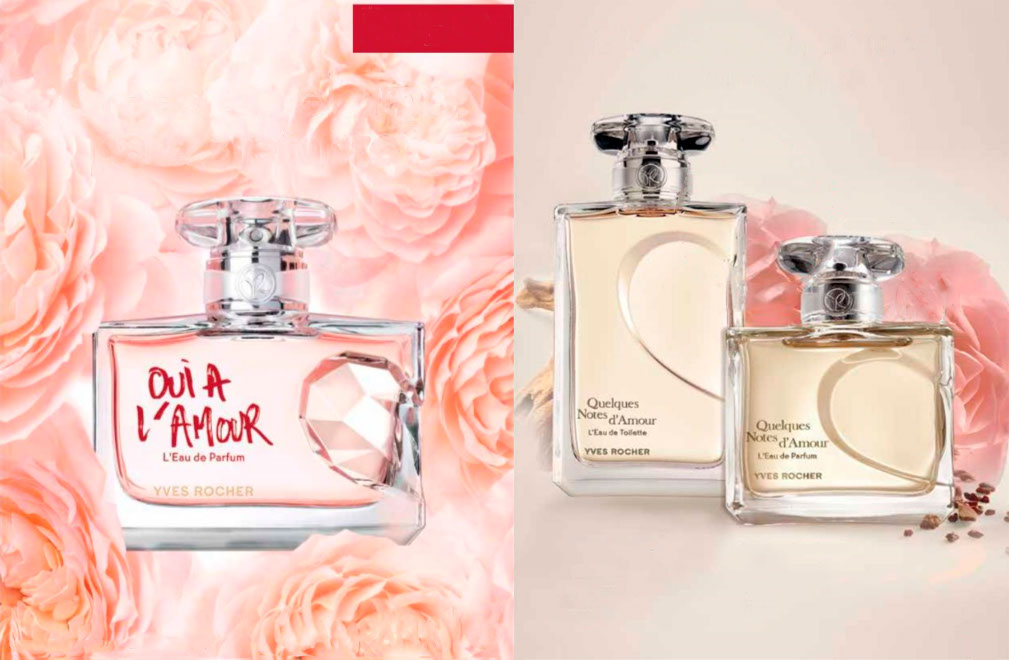 OUÌ A
L'AMOUR
L'Eau de Parfum
YVES ROCHER
Quelques
Notes d'Amour
L'Eau de Toilette
YVES ROCHER
Quelques
Notes d'Amour
L'Eau de Parfum
YVES ROCHER